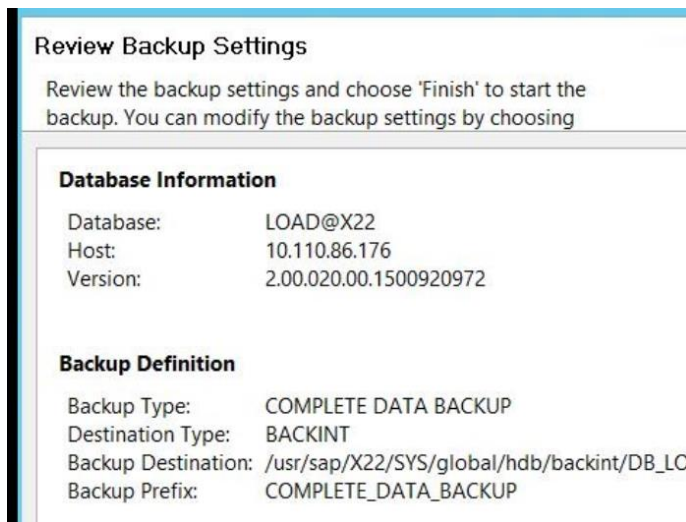 Review Backup Settings
Review the backup settings and choose 'Finish' to start the
backup. You can modify the backup settings by choosing
Database Information
Database: LOAD@X22
Host: 10.110.86.176
Version: 2.00.020.00.1500920972
Backup Definition
Backup Type: COMPLETE DATA BACKUP
Destination Type: BACKINT
Backup Destination: /usr/sap/X22/SYS/global/hdb/backint/DB_LO
Backup Prefix: COMPLETE_DATA_BACKUP